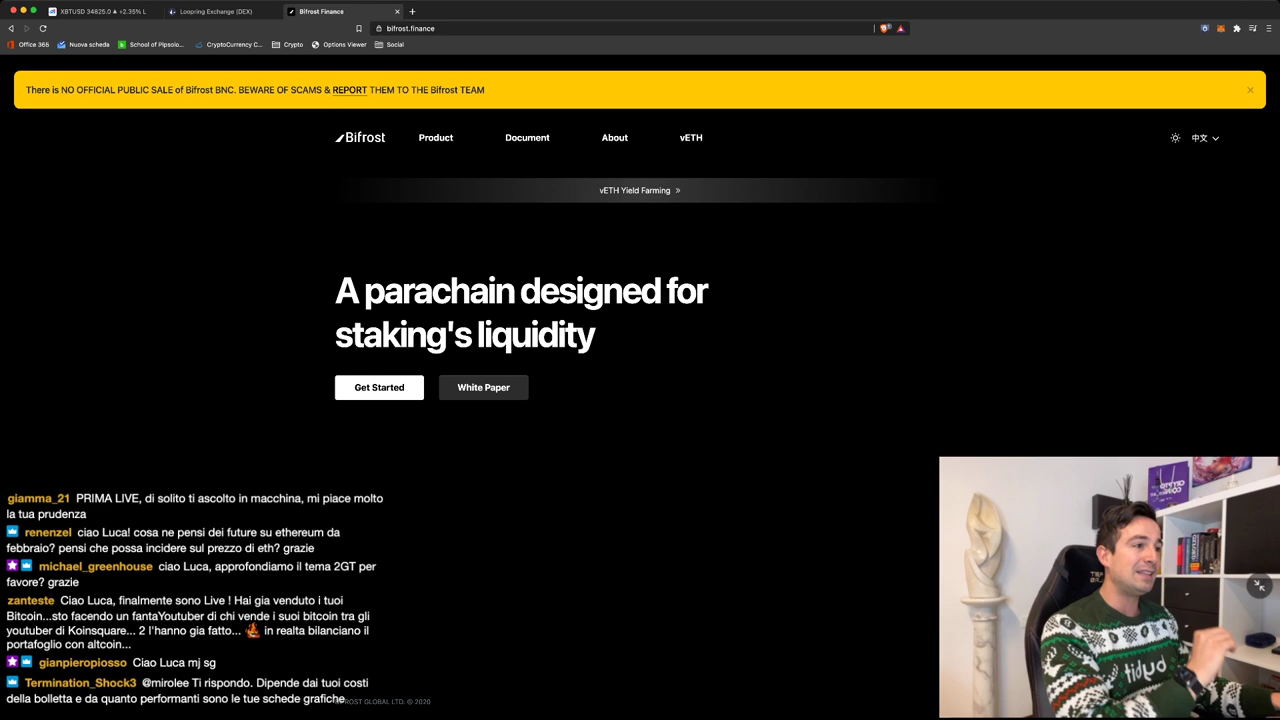 XBTUSD 34825.0 ▲ +2.35% L
Loopring Exchange (DEX)
Bifrost Finance
bifrost.finance
Office 365
Nuova scheda
School of Pipsolo...
CryptoCurrency C...
Crypto
Options Viewer
Social
There is NO OFFICIAL PUBLIC SALE of Bifrost BNC. BEWARE OF SCAMS & REPORT THEM TO THE Bifrost TEAM
Bifrost
Product
Document
About
vETH
中文
vETH Yield Farming »
A parachain designed for
staking's liquidity
Get Started
White Paper
giamma_21 PRIMA LIVE, di solito ti ascolto in macchina, mi piace molto
la tua prudenza
renenzel ciao Luca! cosa ne pensi dei future su ethereum da
febbraio? pensi che possa incidere sul prezzo di eth? grazie
michael_greenhouse ciao Luca, approfondiamo il tema 2GT per
favore? grazie
zanteste Ciao Luca, finalmente sono Live ! Hai gia venduto i tuoi
Bitcoin...sto facendo un fantaYoutuber di chi vende i suoi bitcoin tra gli
youtuber di Koinsquare... 2 l'hanno gia fatto... in realta bilanciano il
portafoglio con altcoin...
gianpieropiosso Ciao Luca mj sg
Termination_Shock3 @mirolee Ti rispondo. Dipende dai tuoi costi
della bolletta e da quanto performanti sono le tue schede grafiche
BIFROST GLOBAL LTD. © 2020